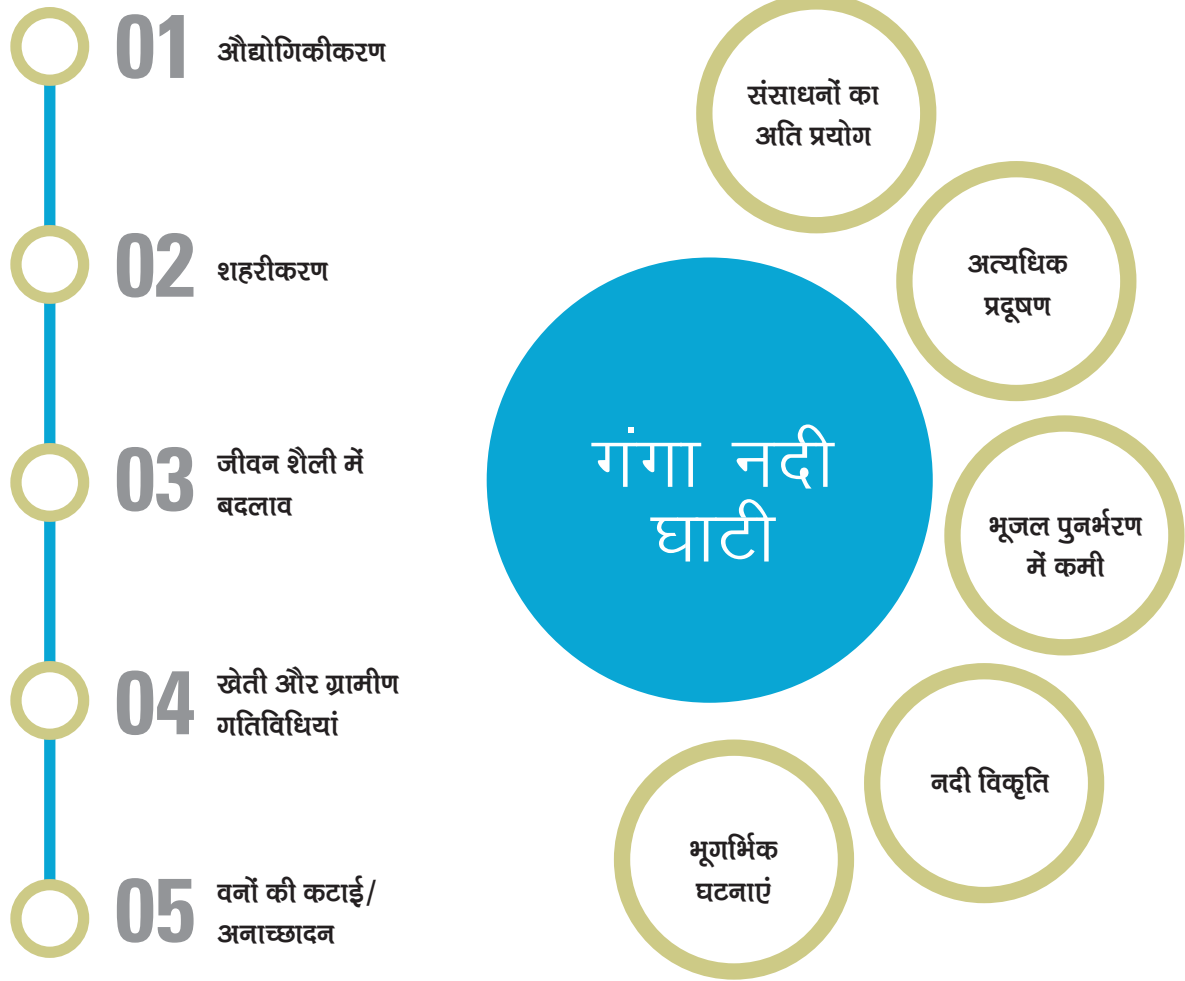 01
औद्योगिकीकरण
02
शहरीकरण
03
जीवन शैली में
बदलाव
04
खेती और ग्रामीण
गतिविधियां
05
वनों की कटाई/
अनाच्छादन
गंगा नदी
घाटी
संसाधनों का
अति प्रयोग
अत्यधिक
प्रदूषण
भूजल पुनर्भरण
में कमी
नदी विकृति
भूगर्भिक
घटनाएं